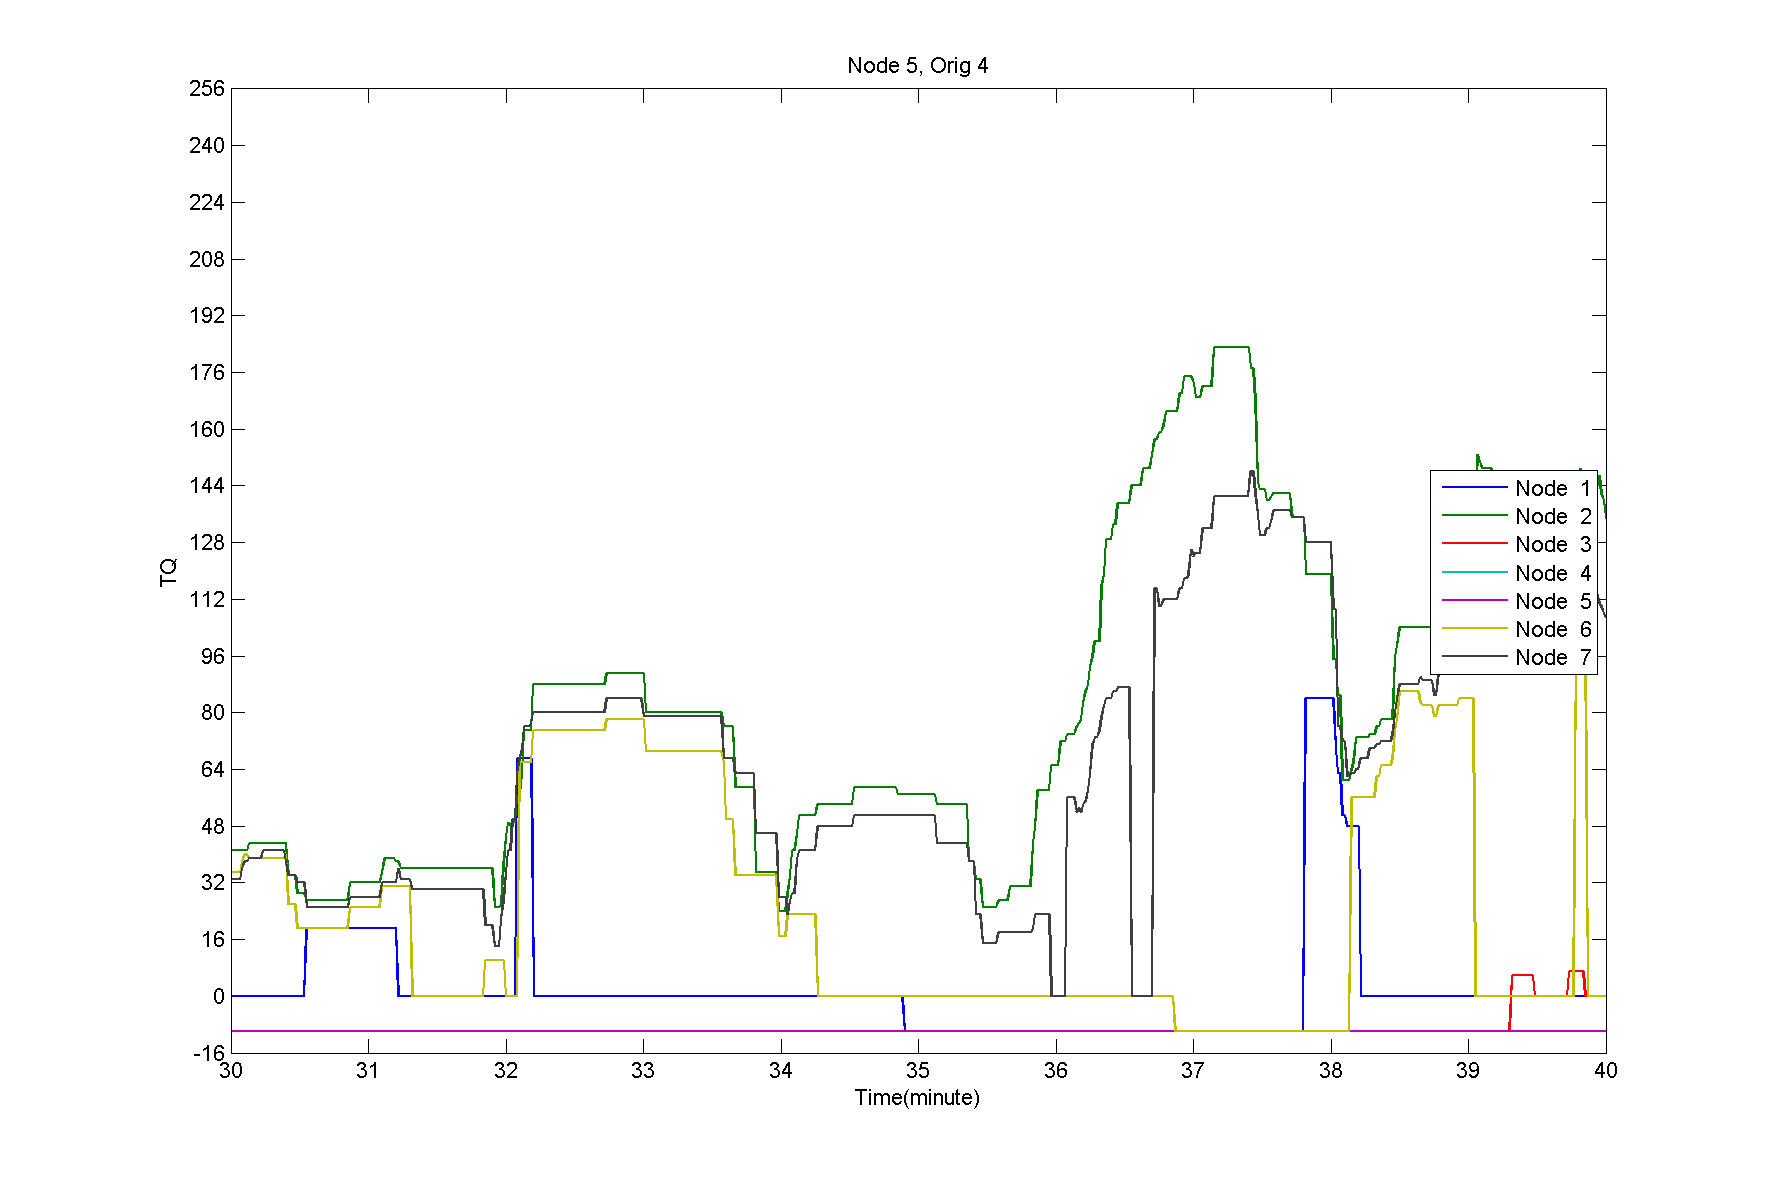 Node 5, Orig 4
256
240
224
208
192
176
160
144
128
112
96
80
64
48
32
16
0
-16
TQ
Node 1
Node 2
Node 3
Node 4
Node 5
Node 6
Node 7
30 31 32 33 34 35 36 37 38 39 40
Time(minute)